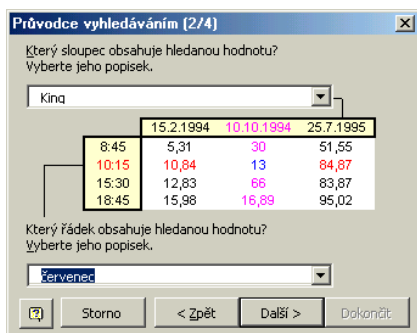 Průvodce vyhledáváním (2/4)
Který sloupec obsahuje hledanou hodnotu?
Vyberte jeho popisek.
King
15.2.1994 10.10.1994 25.7.1995
8:45 5,31 30 51,55
10:15 10,84 13 84,87
15:30 12,83 66 83,87
18:45 15,98 16,89 95,02
Který řádek obsahuje hledanou hodnotu?
Vyberte jeho popisek.
červenec
Storno < Zpět Další > Dokončit